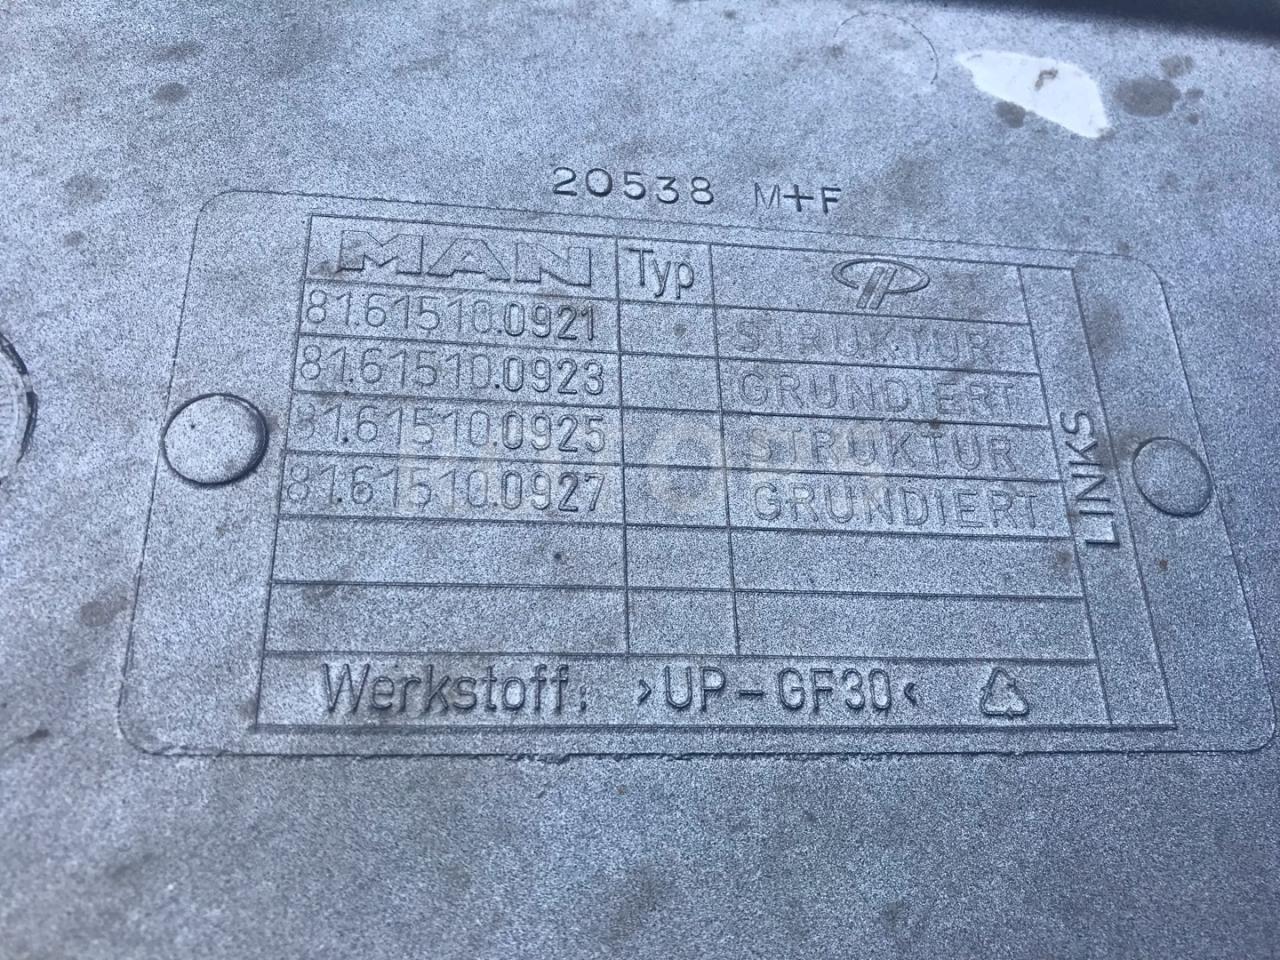 20538 M+F
MAN Typ
81.61510.0921 STRUKTUR
81.61510.0923 GRUNDIERT
81.61510.0925 STRUKTUR
81.61510.0927 GRUNDIERT
LINKS
Werkstoff: >UP-GF30<